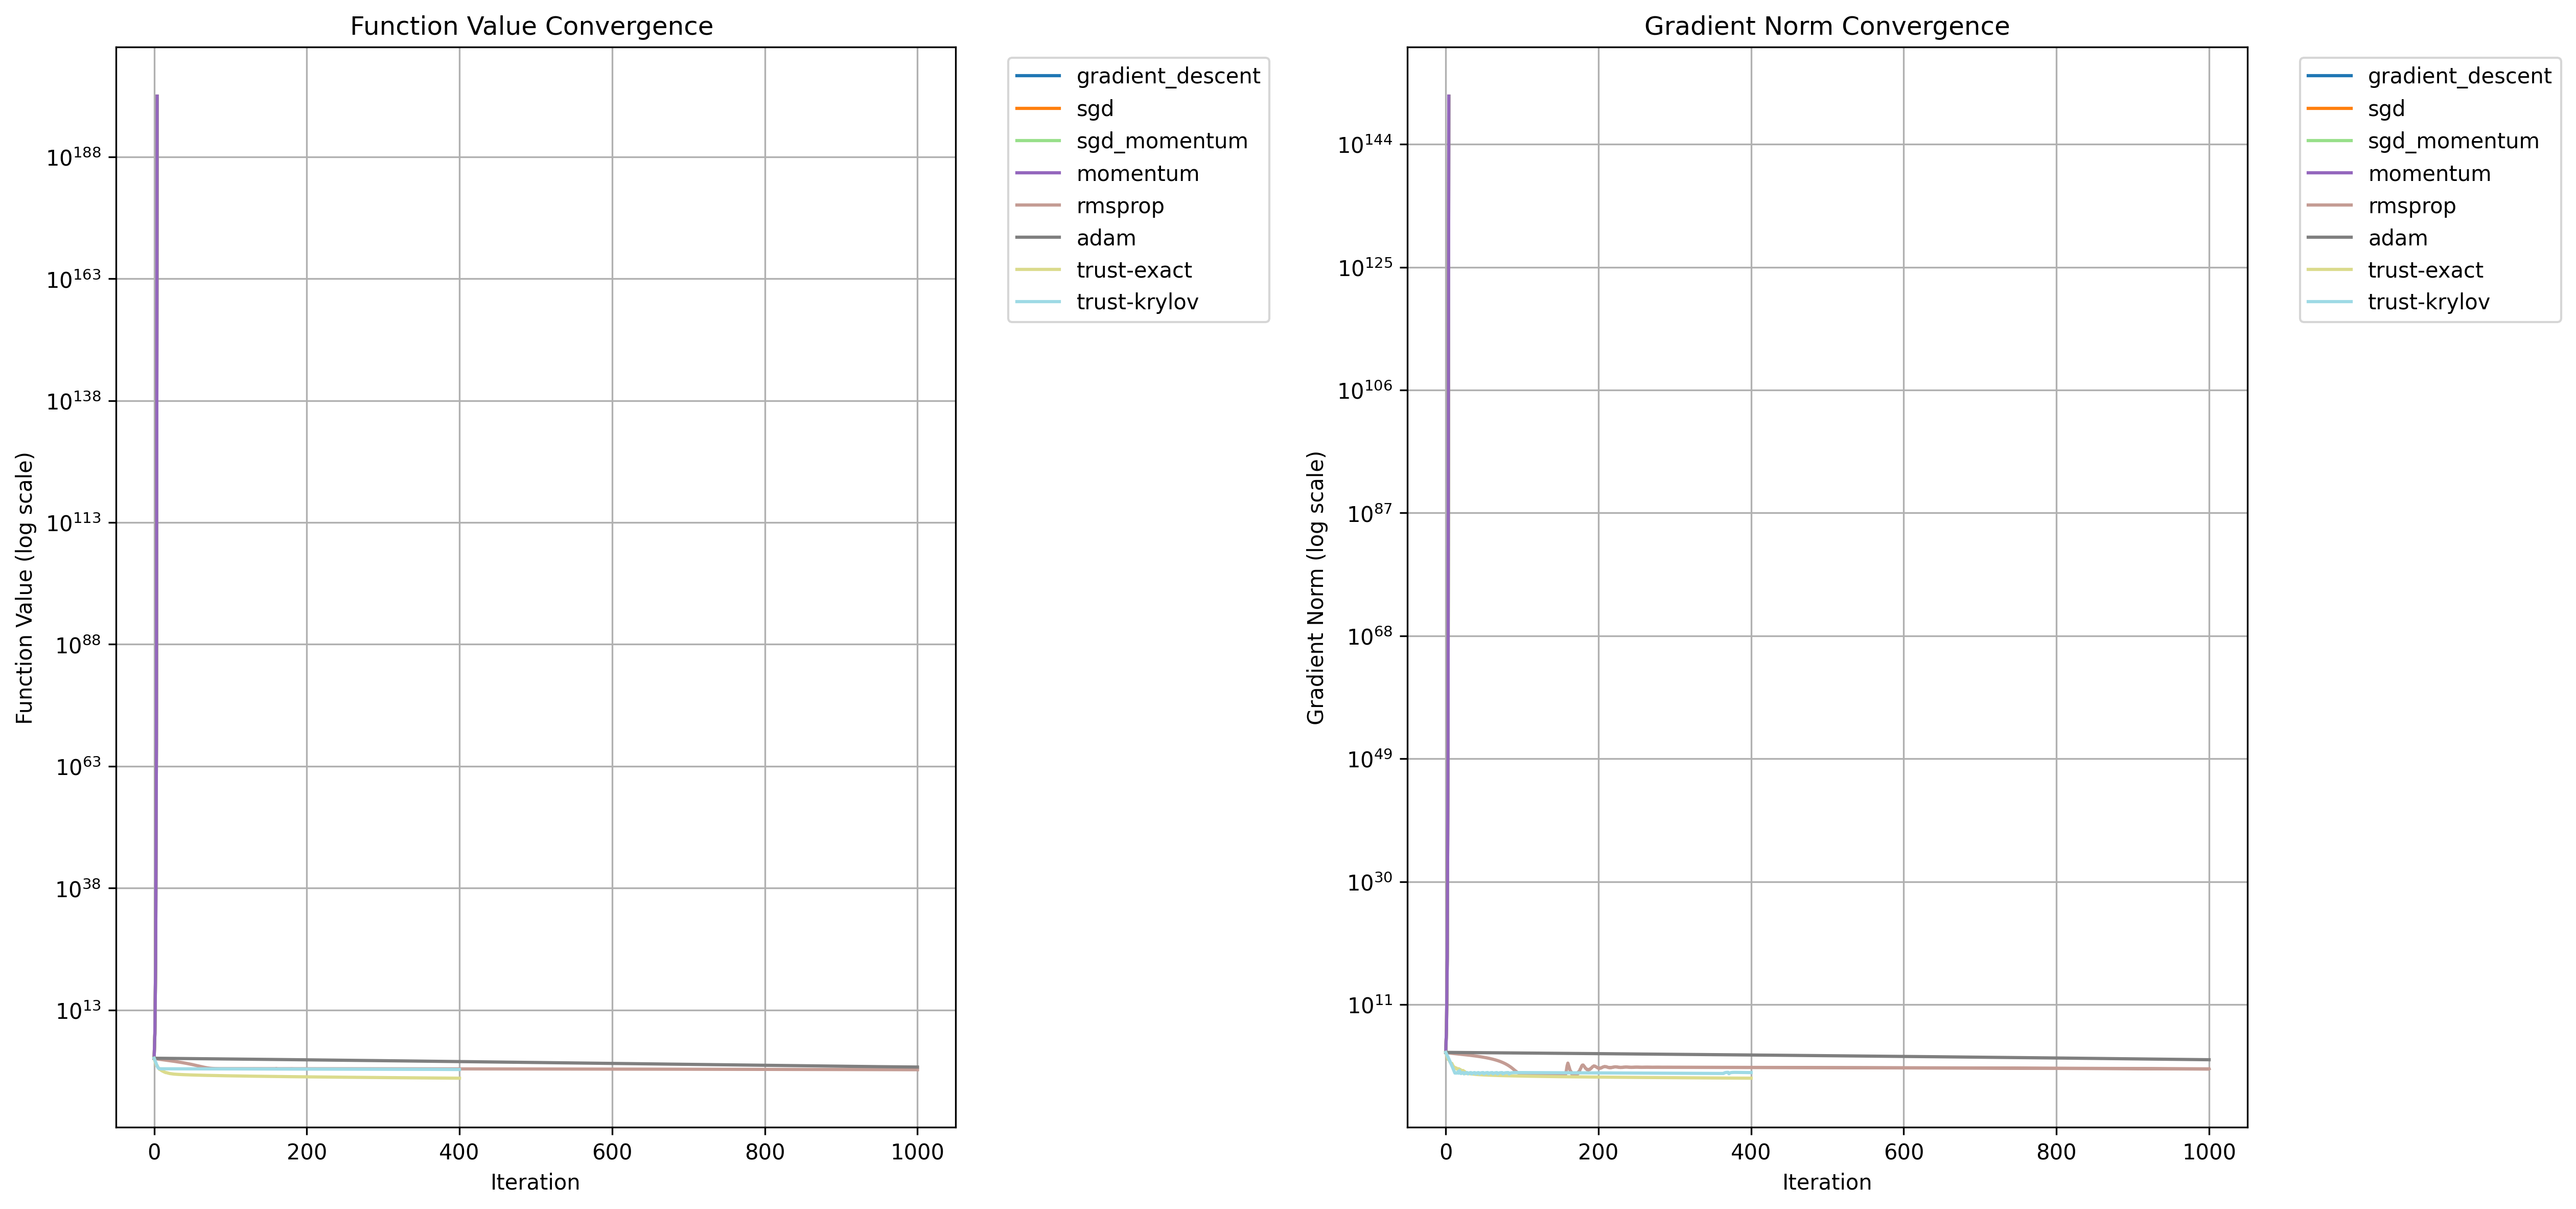 Function Value Convergence
Function Value (log scale)
10^188
10^163
10^138
10^113
10^88
10^63
10^38
10^13
0 200 400 600 800 1000
Iteration
gradient_descent
sgd
sgd_momentum
momentum
rmsprop
adam
trust-exact
trust-krylov
Gradient Norm Convergence
Gradient Norm (log scale)
10^144
10^125
10^106
10^87
10^68
10^49
10^30
10^11
0 200 400 600 800 1000
Iteration
gradient_descent
sgd
sgd_momentum
momentum
rmsprop
adam
trust-exact
trust-krylov